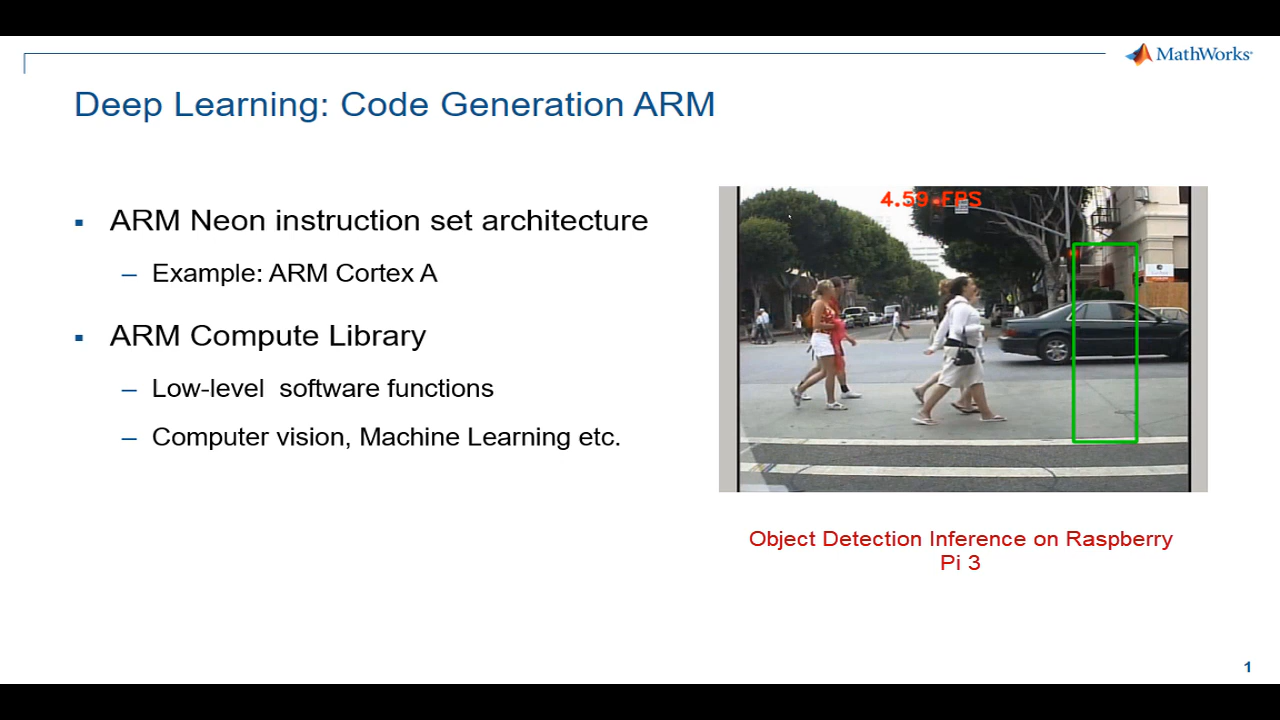 MathWorks
Deep Learning: Code Generation ARM
ARM Neon instruction set architecture
– Example: ARM Cortex A
ARM Compute Library
– Low-level software functions
– Computer vision, Machine Learning etc.
4.59 FPS
Object Detection Inference on Raspberry
Pi 3
1